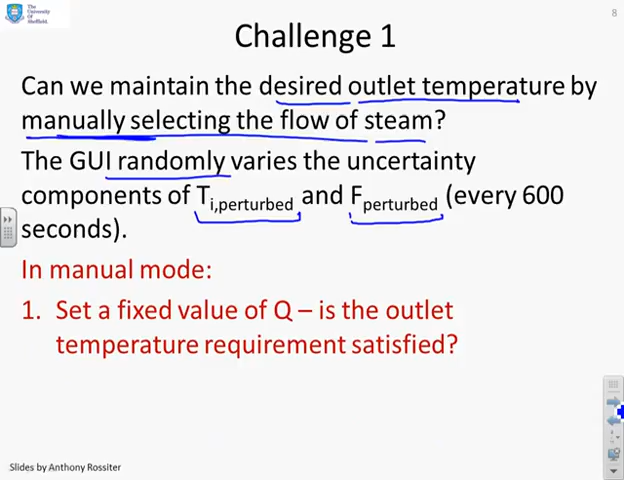 The
University
Of
Sheffield.
8
Challenge 1
Can we maintain the desired outlet temperature by
manually selecting the flow of steam?
The GUI randomly varies the uncertainty
components of Ti,perturbed and Fperturbed (every 600
seconds).
In manual mode:
1. Set a fixed value of Q – is the outlet
temperature requirement satisfied?
Slides by Anthony Rossiter